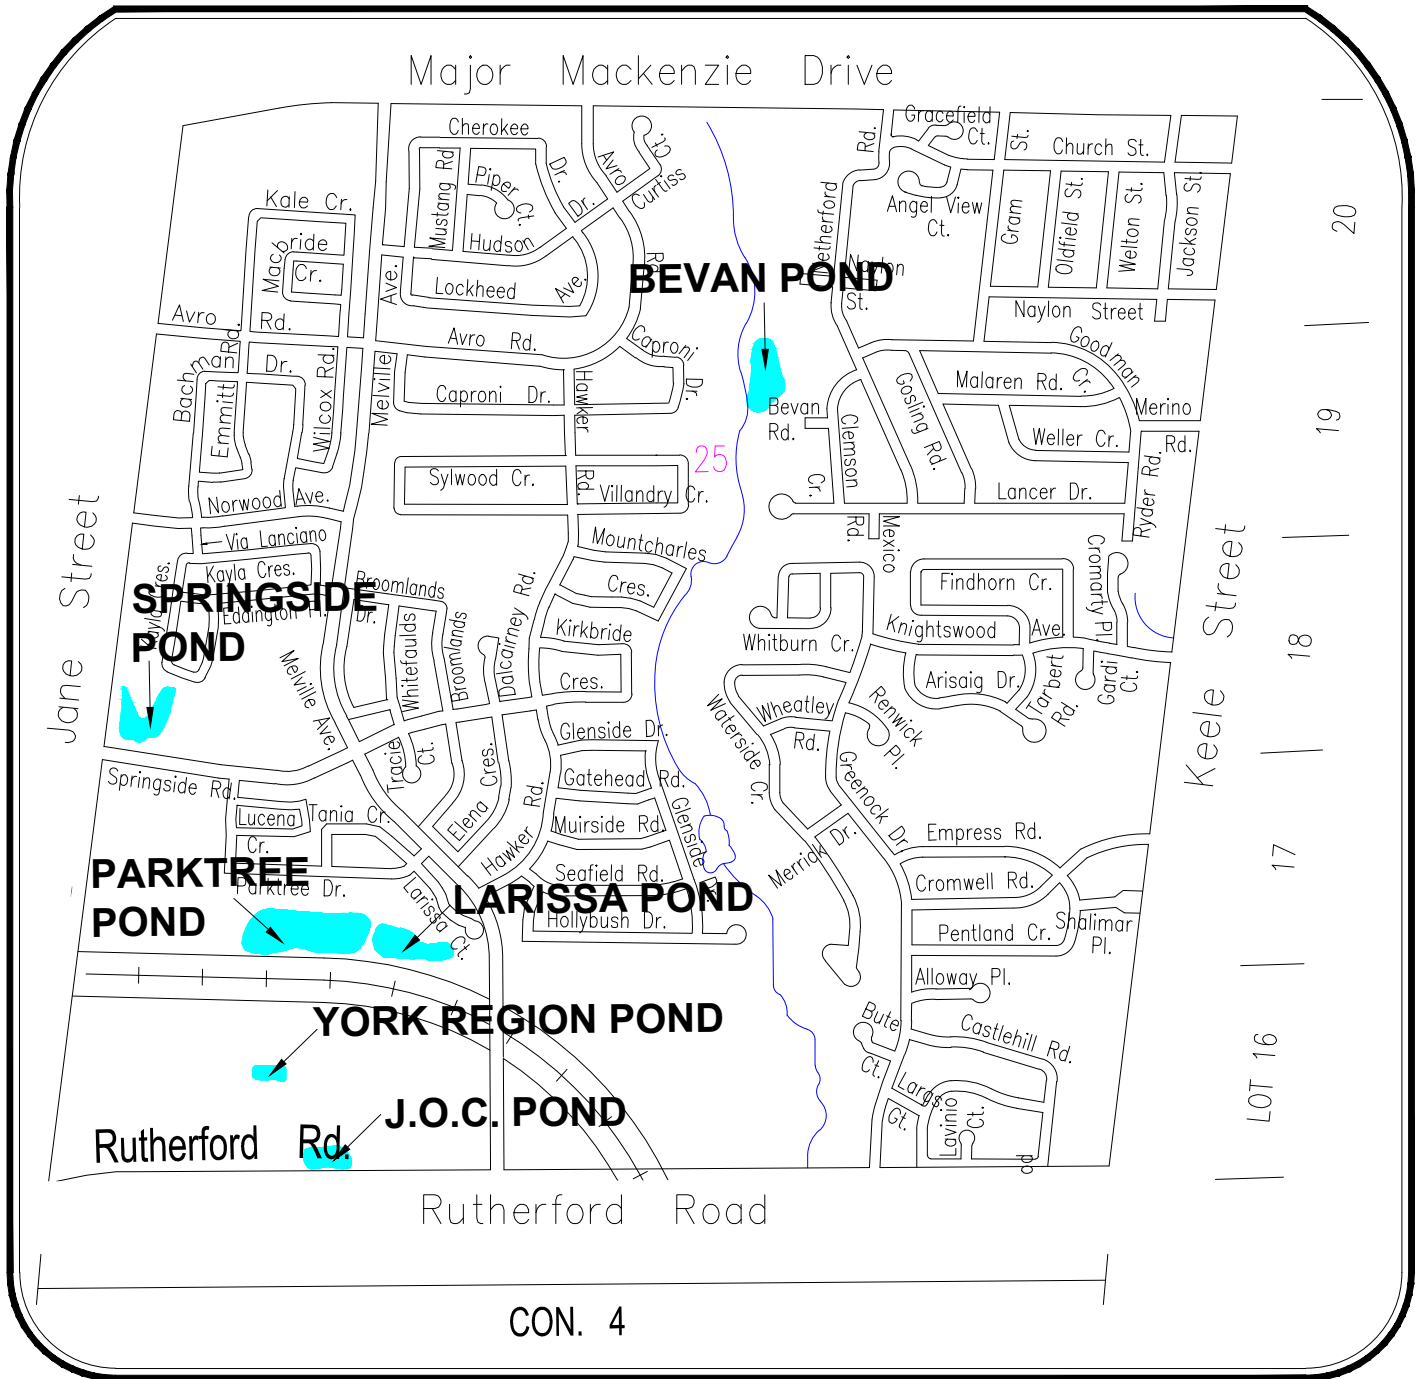 Major Mackenzie Drive
Gracefield
Ct.
Cherokee
Dr.
Avro
Ct.
Curtiss
Rd.
St.
Church St.
Mustang Rd
Piper
Ct.
Dr.
Hudson
Kale Cr.
Macbride
Cr.
Ave.
Lockheed
Ave.
Rd.
Netherford
Angel View
Ct.
Gram
Oldfield St.
Welton St.
Jackson St.
20
BEVAN POND
Naylon
St.
Naylon Street
Avro Rd.
Avro Rd.
Caproni
Dr.
Caproni Dr.
Hawker
Rd.
Bachman
Dr.
Emmitt
Rd.
Wilcox Rd.
Melville
Goodman
Cr.
Malaren Rd.
Gosling Rd.
Merino
Rd.
Weller Cr.
Ryder Rd.
Lancer Dr.
19
Bevan
Rd.
Clemson
Cr.
25
Sylwood Cr.
Villandry Cr.
Norwood Ave.
Via Lanciano
Kayla Cres.
Kayla Cres.
Eddington Pl.
SPRINGSIDE
POND
Jane Street
Broomlands
Dr.
Whitefaulds
Broomlands
Dalcairney Rd.
Mountcharles
Cres.
Kirkbride
Cres.
Rd.
Mexico
Findhorn Cr.
Cromarty Pl.
Knightswood Ave.
Whitburn Cr.
Arisaig Dr.
Tarbert
Rd.
Gardi
Ct.
Keele Street
18
Melville Ave.
Tracie
Ct.
Elena Cres.
Glenside Dr.
Gatehead Rd.
Muirside Rd.
Seafield Rd.
Hollybush Dr.
Glenside Dr.
Hawker Rd.
Waterside Cr.
Wheatley
Rd.
Renwick
Pl.
Greenock Dr
Merrick Dr.
Springside Rd.
Lucena
Cr.
Tania Cr.
Parktree Dr.
PARKTREE
POND
Larissa Ct.
LARISSA POND
Empress Rd.
Cromwell Rd.
Pentland Cr.
Shalimar
Pl.
17
Alloway Pl.
Bute
Ct.
Castlehill Rd.
Largs.
Gt.
Lavinio
Ct.
od
LOT 16
YORK REGION POND
J.O.C. POND
Rutherford Rd.
Rutherford Road
CON. 4